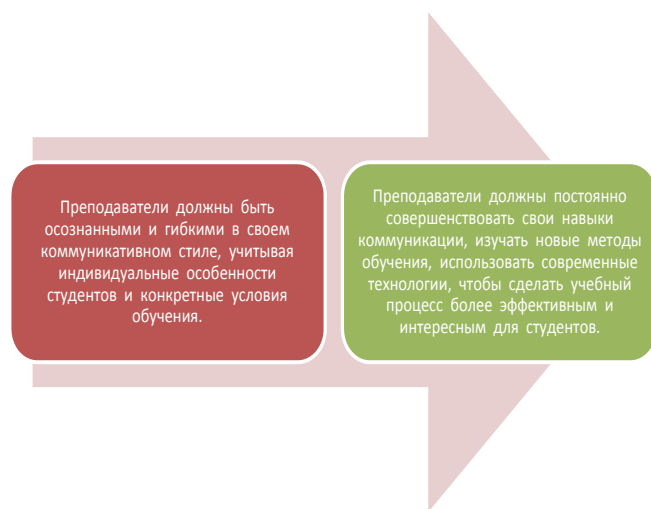 Преподаватели должны быть
осознанными и гибкими в своем
коммуникативном стиле, учитывая
индивидуальные особенности
студентов и конкретные условия
обучения.
Преподаватели должны постоянно
совершенствовать свои навыки
коммуникации, изучать новые методы
обучения, использовать современные
технологии, чтобы сделать учебный
процесс более эффективным и
интересным для студентов.